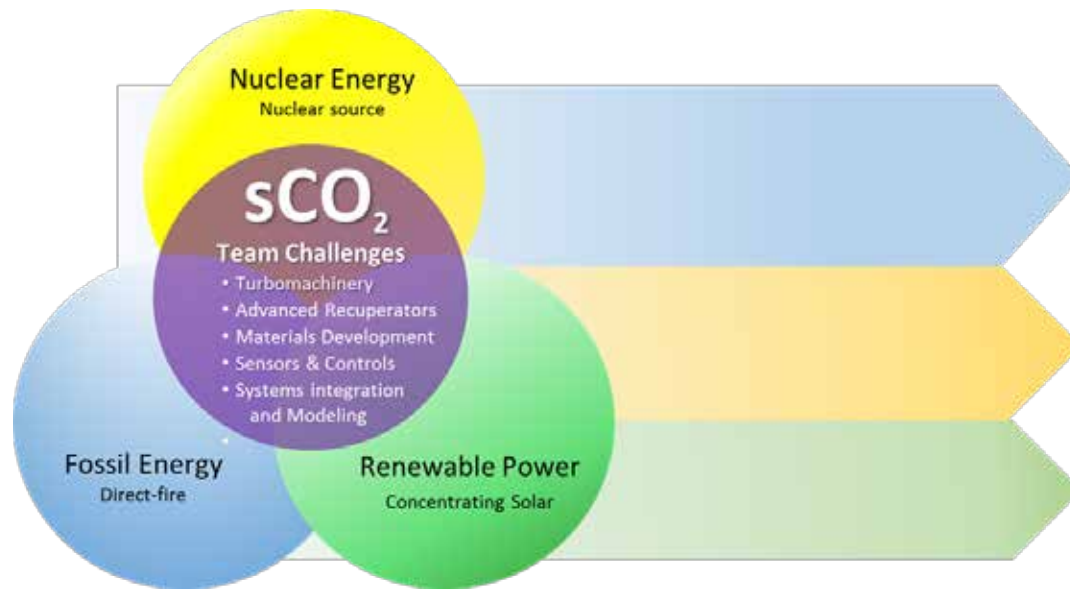 Nuclear Energy
Nuclear source
sCO₂
Team Challenges
• Turbomachinery
• Advanced Recuperators
• Materials Development
• Sensors & Controls
• Systems integration
and Modeling
•
Fossil Energy
Direct-fire
Renewable Power
Concentrating Solar